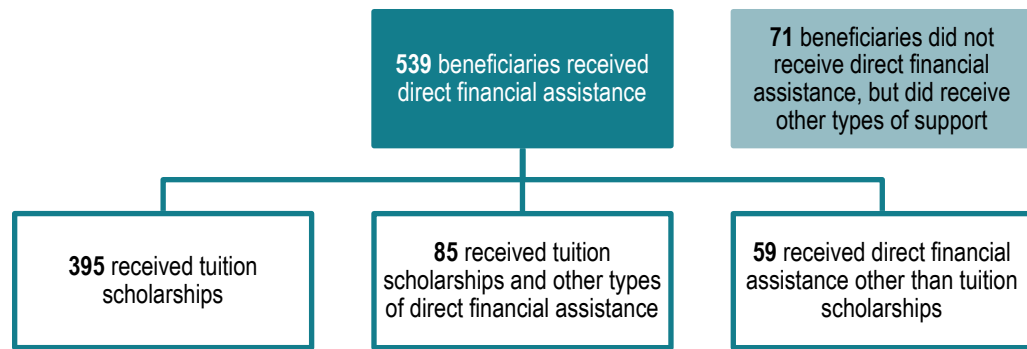 539 beneficiaries received
direct financial assistance
71 beneficiaries did not
receive direct financial
assistance, but did receive
other types of support
395 received tuition
scholarships
85 received tuition
scholarships and other types
of direct financial assistance
59 received direct financial
assistance other than tuition
scholarships